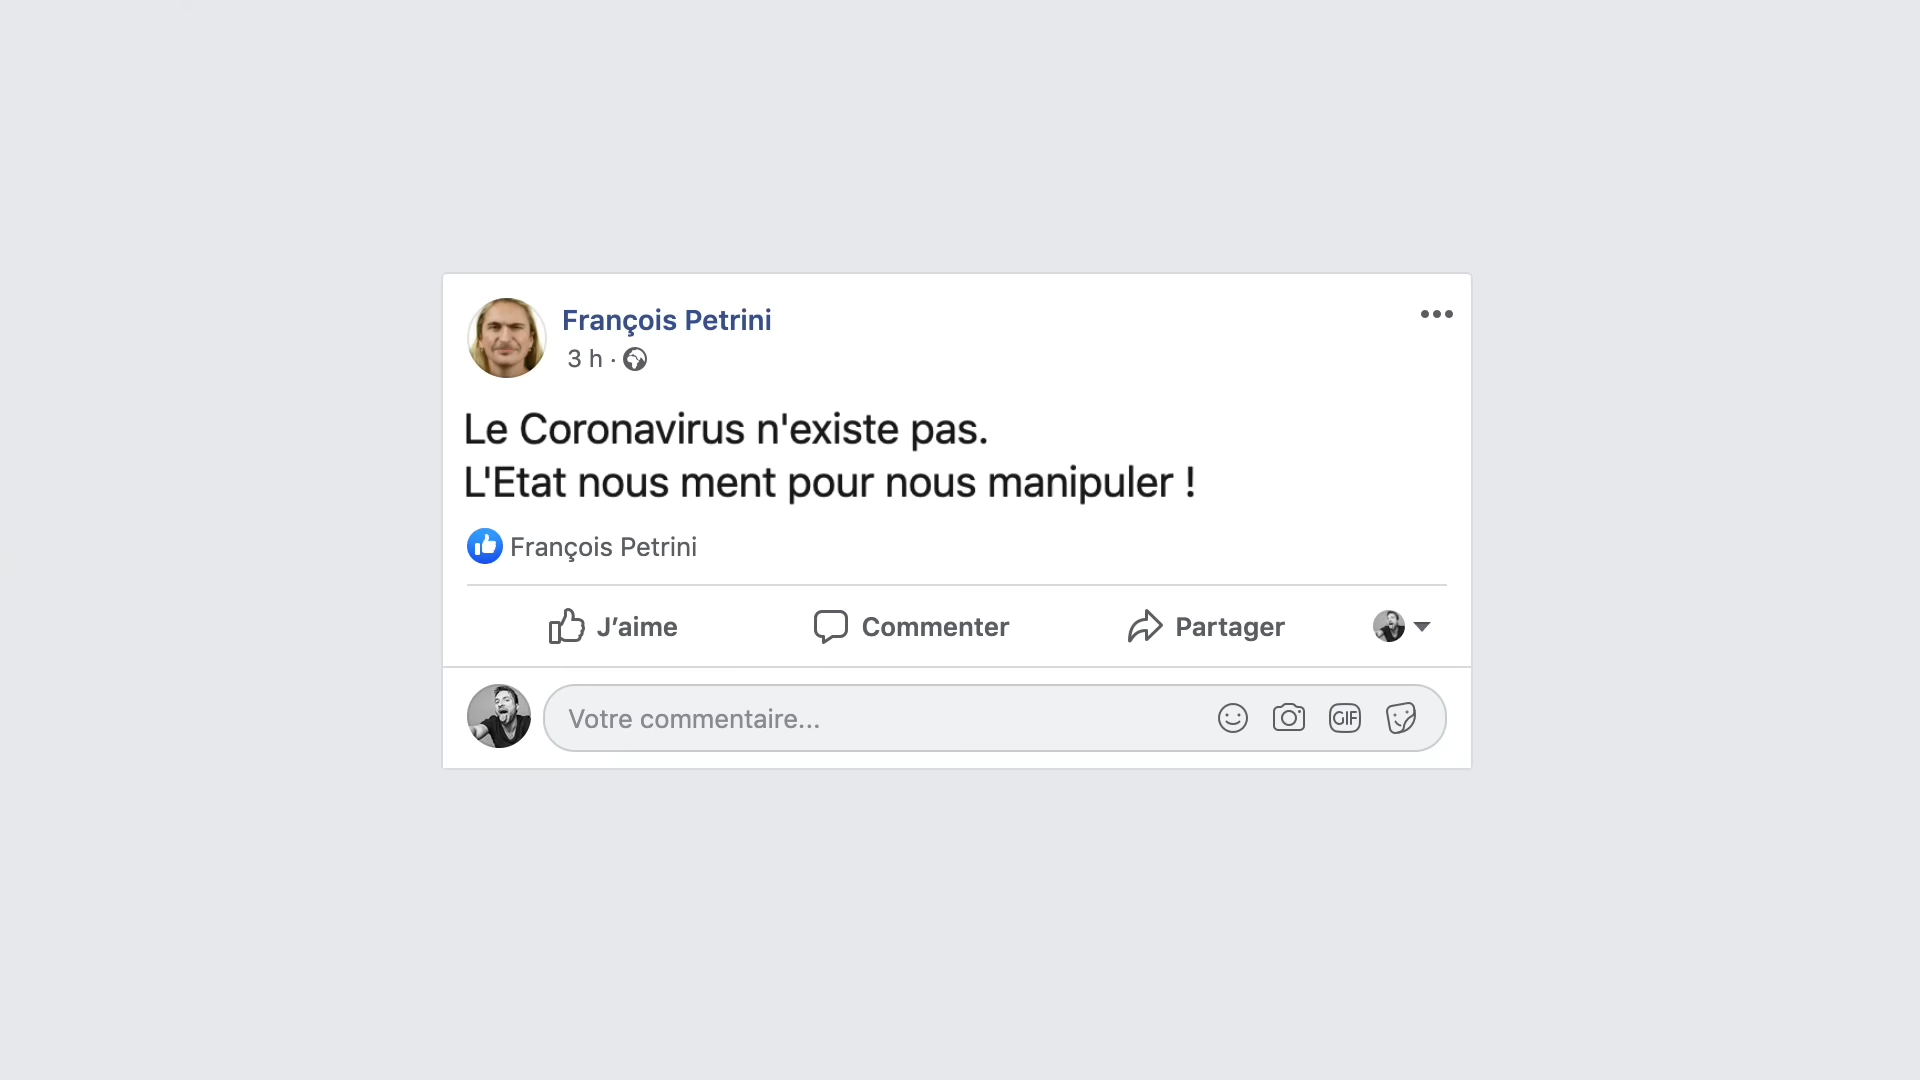 François Petrini
3 h ·
Le Coronavirus n'existe pas.
L'Etat nous ment pour nous manipuler !
François Petrini
J’aime
Commenter
Partager
Votre commentaire...
GIF